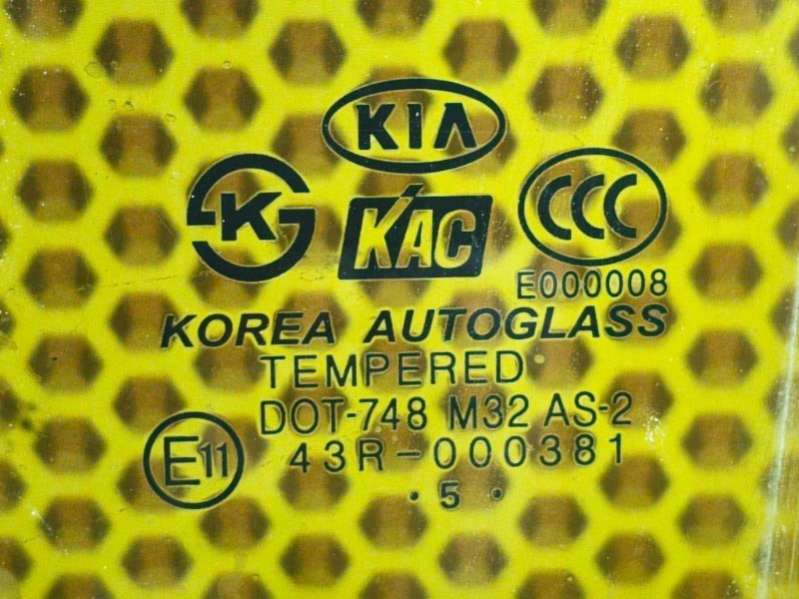 KIA
K
KAC
CCC
E000008
KOREA AUTOGLASS
TEMPERED
DOT-748 M32 AS-2
E11
43R-000381
· 5 ·